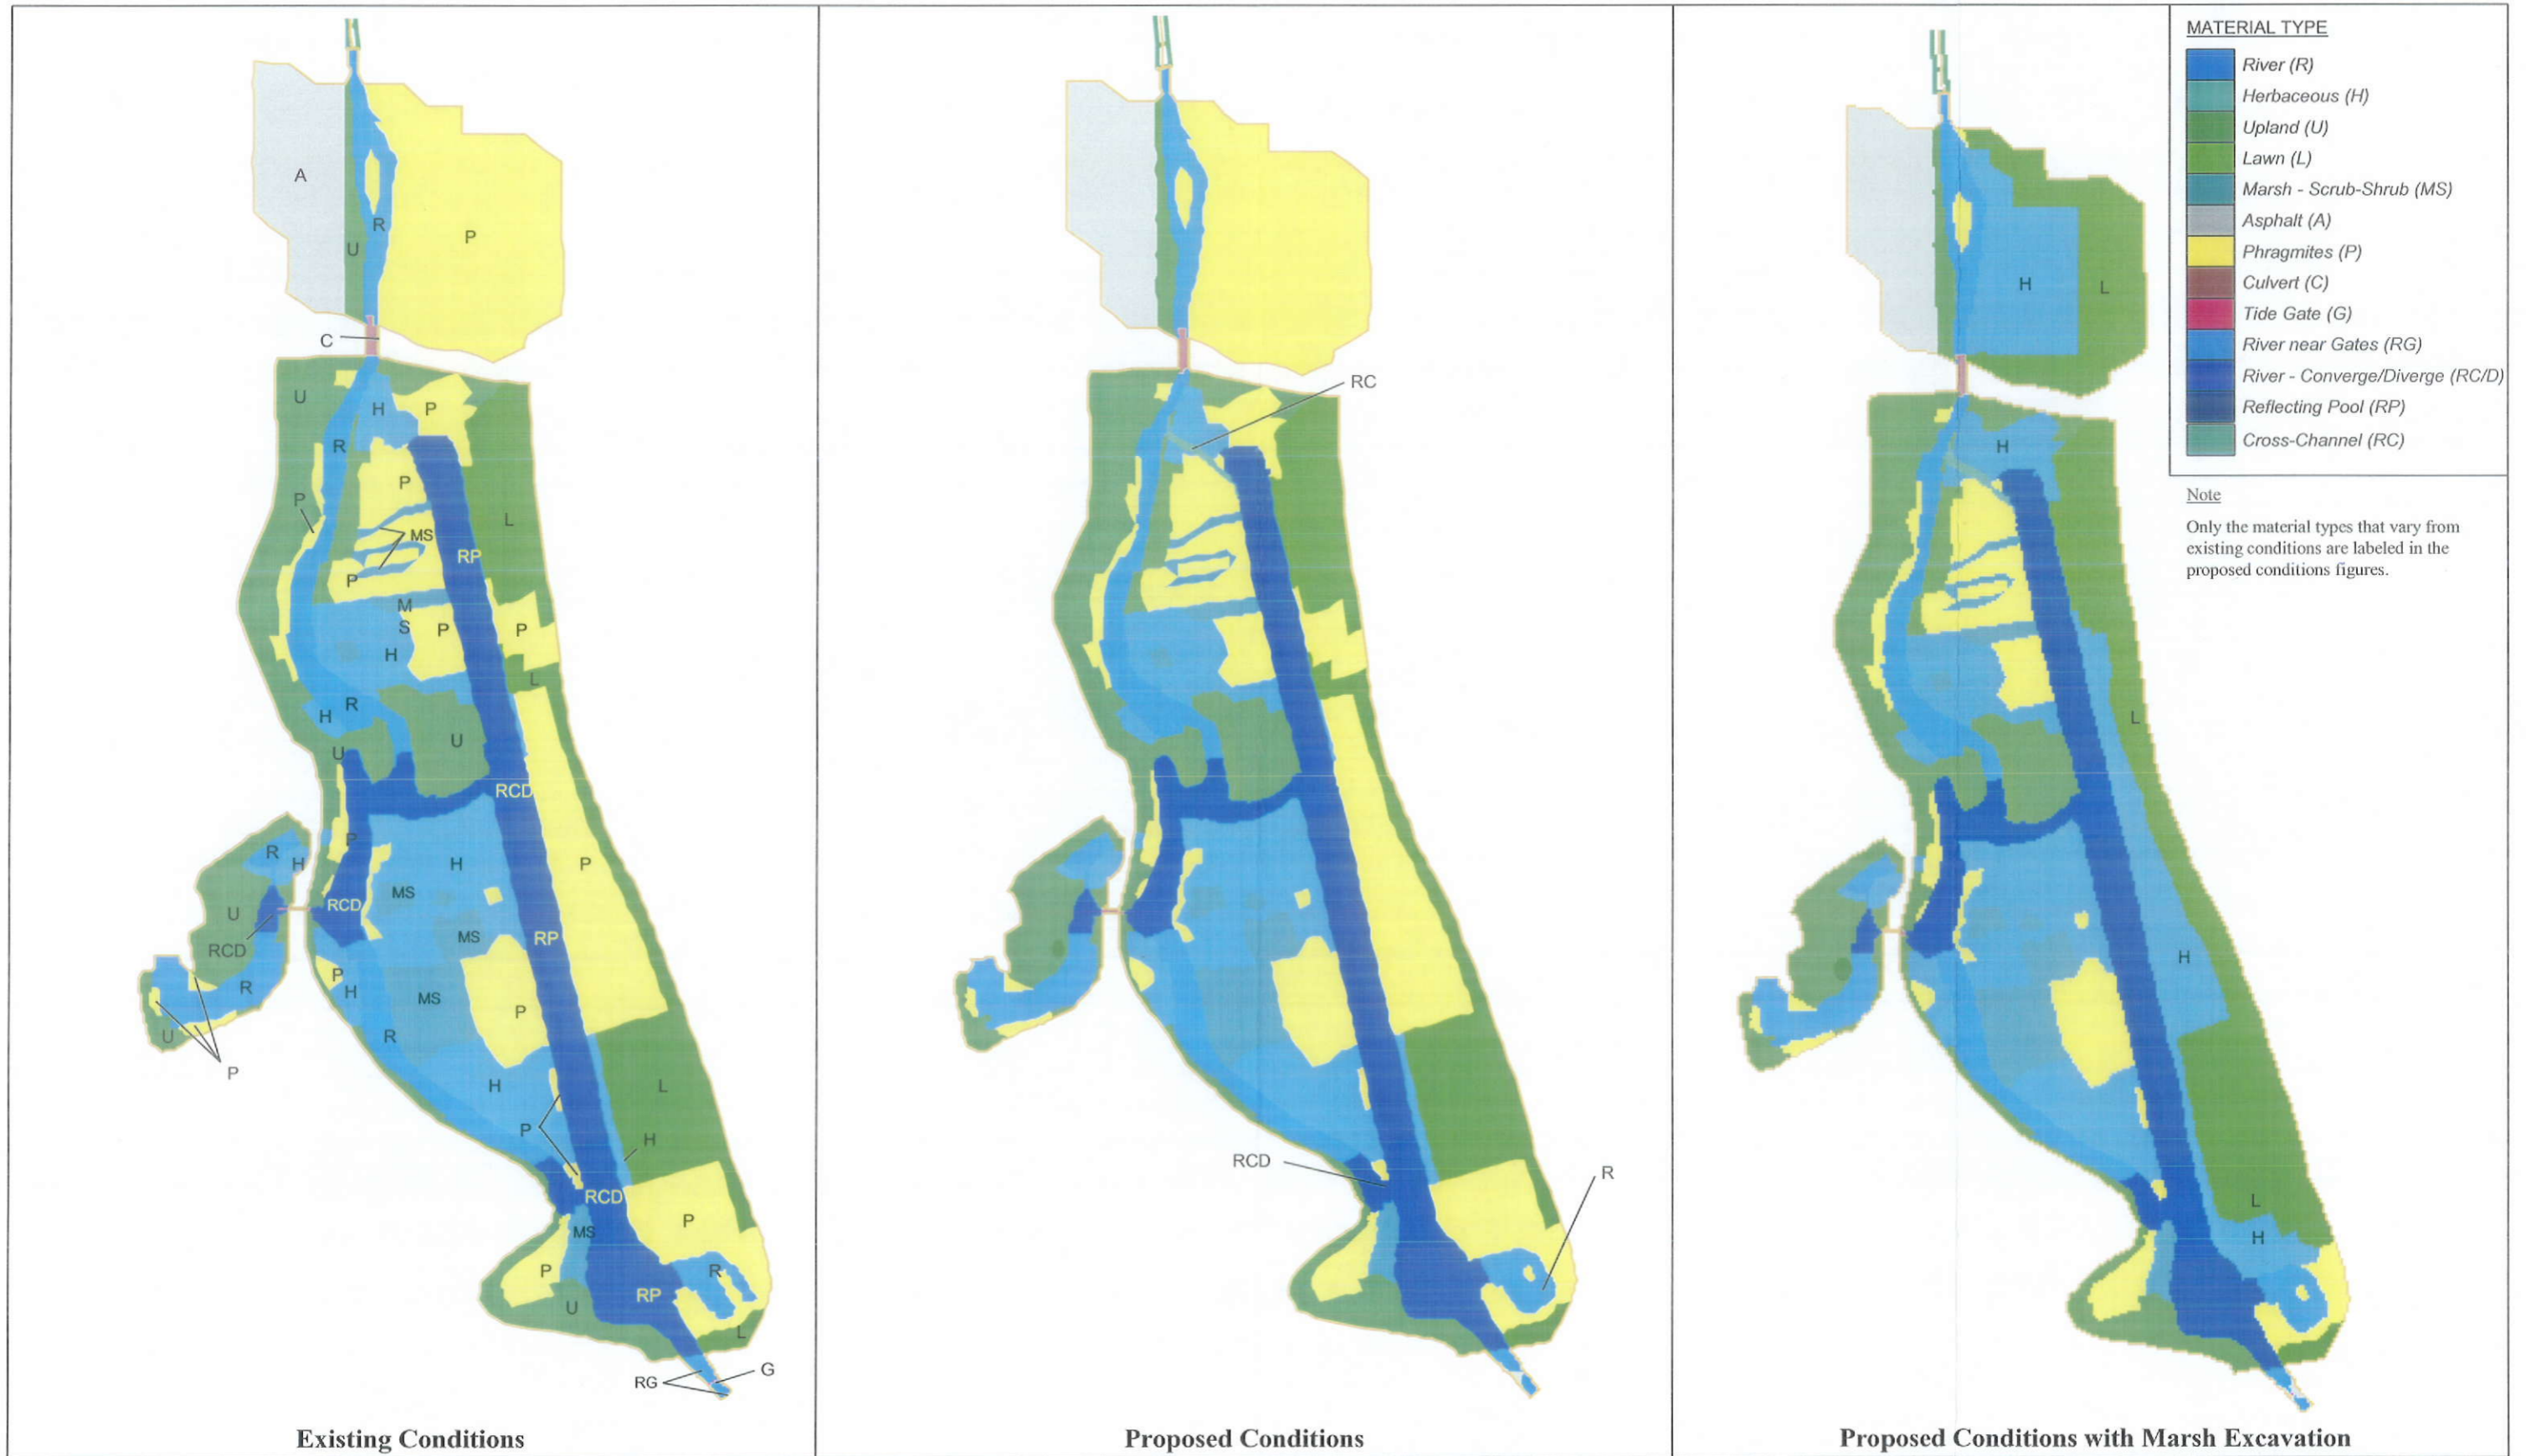 A
R
P
U
C
U
H
P
R
P
P
L
MS
RP
P
M
S
P
P
H
L
R
H
U
U
RCD
P
R
H
H
P
MS
U
RCD
MS
RP
RCD
P
R
H
MS
P
R
U
P
H
L
P
H
RCD
P
MS
P
R
RP
U
L
G
RG
Existing Conditions
RC
RCD
R
Proposed Conditions
H
L
H
L
H
L
H
Proposed Conditions with Marsh Excavation
MATERIAL TYPE
River (R)
Herbaceous (H)
Upland (U)
Lawn (L)
Marsh - Scrub-Shrub (MS)
Asphalt (A)
Phragmites (P)
Culvert (C)
Tide Gate (G)
River near Gates (RG)
River - Converge/Diverge (RC/D)
Reflecting Pool (RP)
Cross-Channel (RC)
Note
Only the material types that vary from
existing conditions are labeled in the
proposed conditions figures.